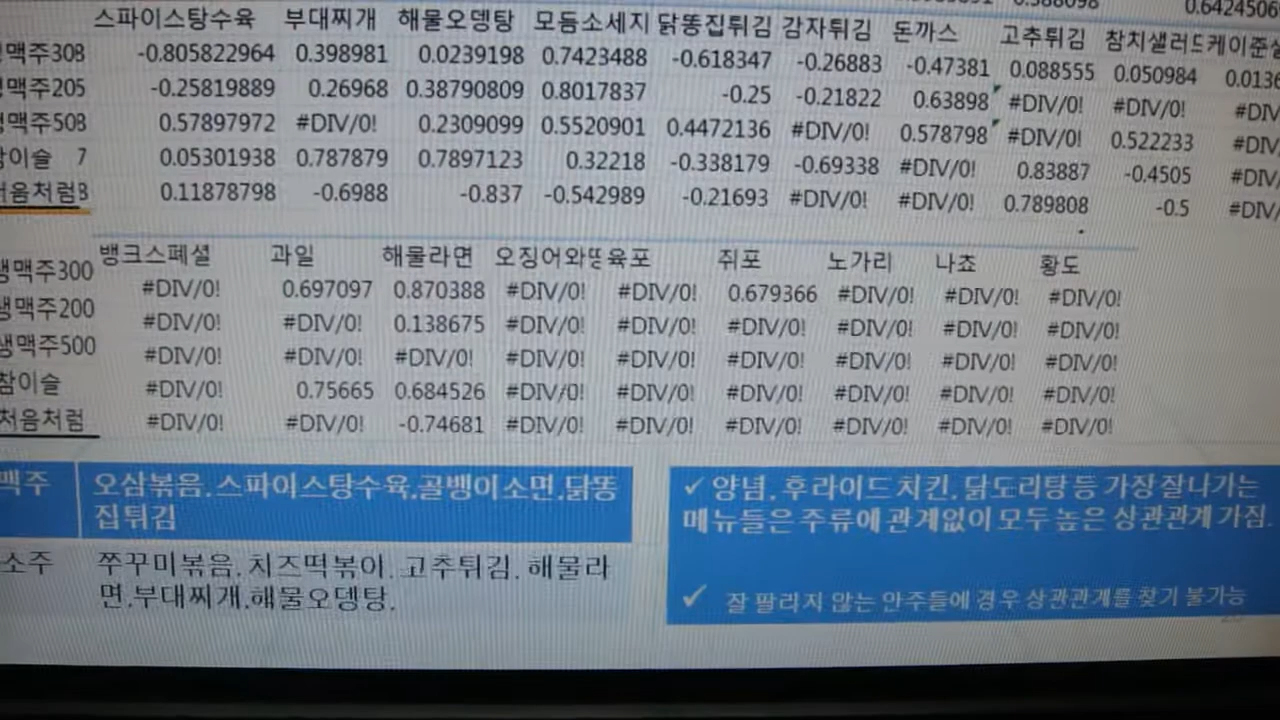 0.388098 0.6424506
스파이스탕수육 부대찌개 해물오뎅탕 모듬소세지 닭똥집튀김 감자튀김 돈까스 고추튀김 참치샐러드 케이준
맥주308 -0.805822964 0.398981 0.0239198 0.7423488 -0.618347 -0.26883 -0.47381 0.088555 0.050984 0.013
맥주205 -0.25819889 0.26968 0.38790809 0.8017837 -0.25 -0.21822 0.63898 #DIV/0! #DIV/0! #DIV
맥주508 0.57897972 #DIV/0! 0.2309099 0.5520901 0.4472136 #DIV/0! 0.578798 #DIV/0! 0.522233 #DIV/
참이슬 7 0.05301938 0.787879 0.7897123 0.32218 -0.338179 -0.69338 #DIV/0! 0.83887 -0.4505 #DIV/
처음처럼8 0.11878798 -0.6988 -0.837 -0.542989 -0.21693 #DIV/0! #DIV/0! 0.789808 -0.5 #DIV/
뱅크스폐셜 과일 해물라면 오징어와땅 육포 쥐포 노가리 나쵸 황도
생맥주300 #DIV/0! 0.697097 0.870388 #DIV/0! #DIV/0! 0.679366 #DIV/0! #DIV/0! #DIV/0!
생맥주200 #DIV/0! #DIV/0! 0.138675 #DIV/0! #DIV/0! #DIV/0! #DIV/0! #DIV/0! #DIV/0!
생맥주500 #DIV/0! #DIV/0! #DIV/0! #DIV/0! #DIV/0! #DIV/0! #DIV/0! #DIV/0! #DIV/0!
참이슬 #DIV/0! 0.75665 0.684526 #DIV/0! #DIV/0! #DIV/0! #DIV/0! #DIV/0! #DIV/0!
처음처럼 #DIV/0! #DIV/0! -0.74681 #DIV/0! #DIV/0! #DIV/0! #DIV/0! #DIV/0! #DIV/0!
맥주 오삼볶음.스파이스탕수육.골뱅이소면.닭똥
집튀김
소주 쭈꾸미볶음. 치즈떡볶이. 고추튀김. 해물라
면.부대찌개.해물오뎅탕.
✓ 양념. 후라이드 치킨. 닭도리탕 등 가장 잘나가는
메뉴들은 주류에 관계없이 모두 높은 상관관계 가짐.
✓ 잘 팔리지 않는 안주들에 경우 상관관계를 찾기 불가능